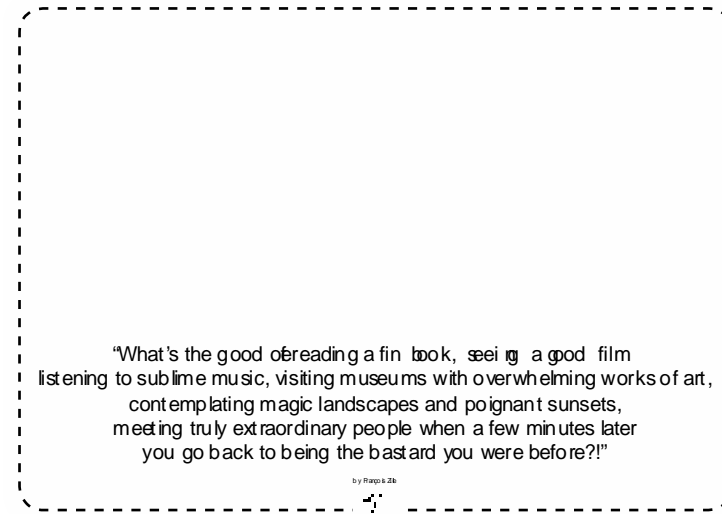 “What’s the good ofereading a fin book, seeing a good film
listening to sublime music, visiting museums with overwhelming works of art,
contemplating magic landscapes and poignant sunsets,
meeting truly extraordinary people when a few minutes later
you go back to being the bastard you were before?!”
by